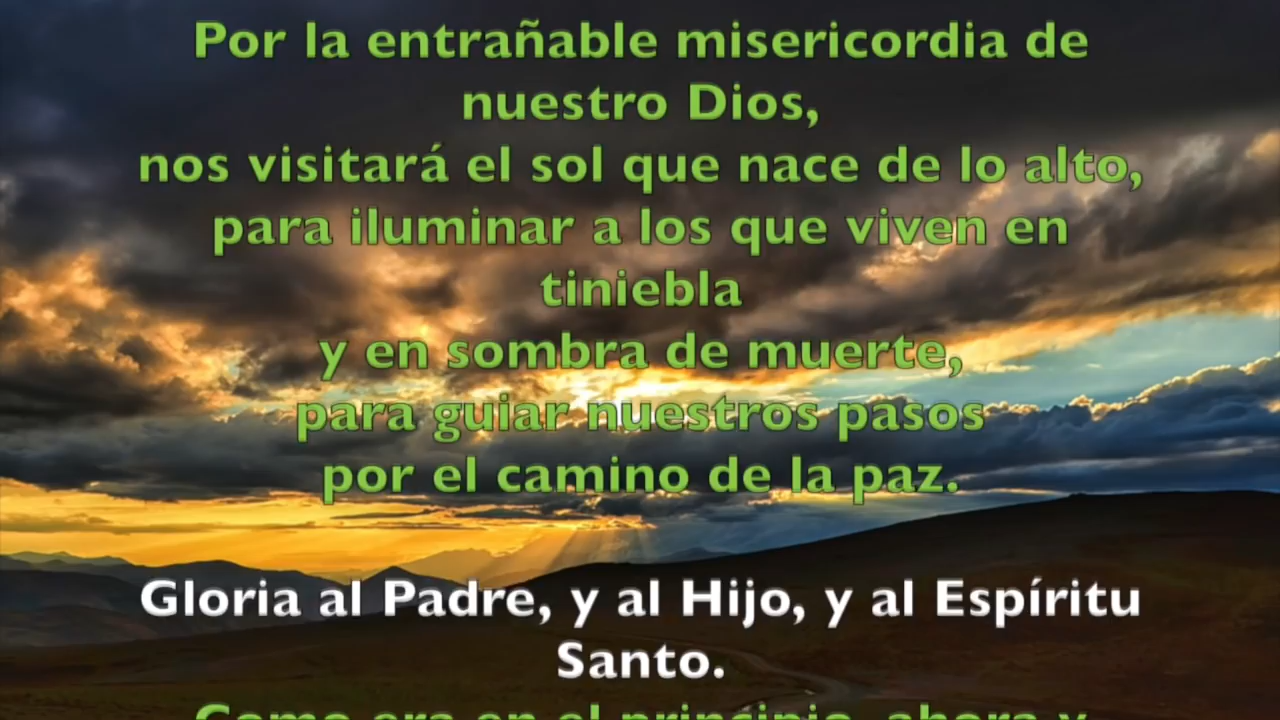 Por la entrañable misericordia de
nuestro Dios,
nos visitará el sol que nace de lo alto,
para iluminar a los que viven en
tiniebla
y en sombra de muerte,
para guiar nuestros pasos
por el camino de la paz.
Gloria al Padre, y al Hijo, y al Espíritu
Santo.
Como era en el principio, ahora y